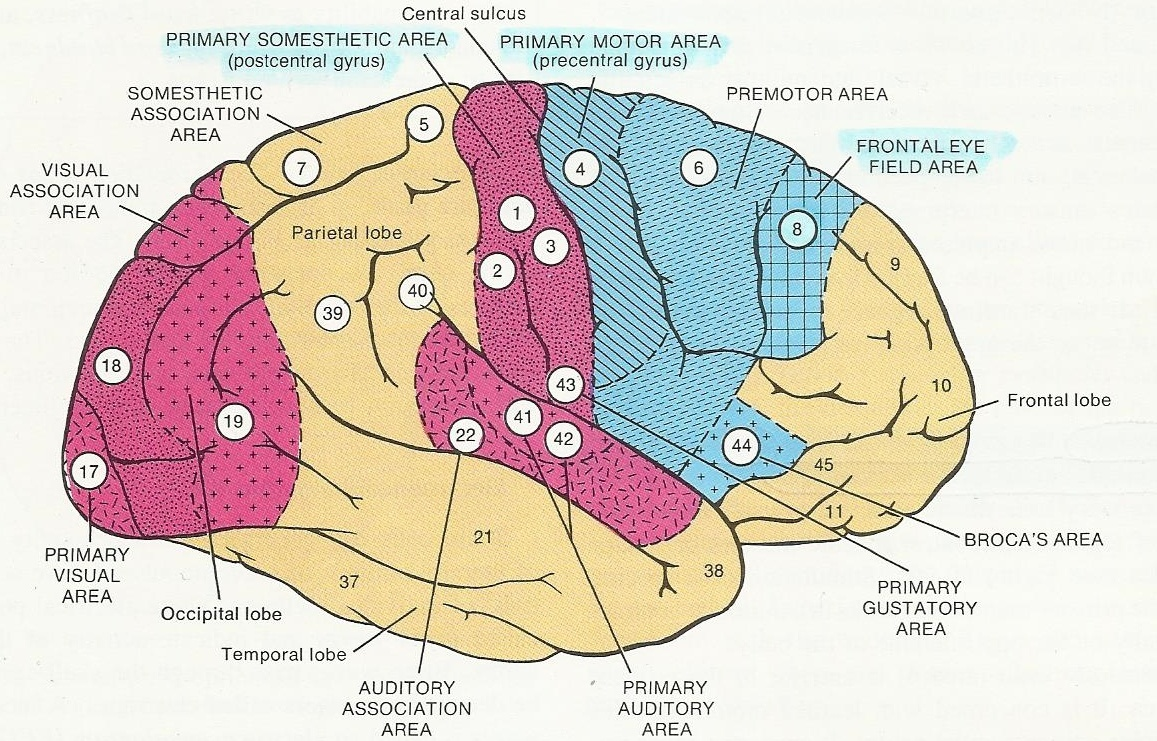 Central sulcus
PRIMARY SOMESTHETIC AREA
(postcentral gyrus)
PRIMARY MOTOR AREA
(precentral gyrus)
SOMESTHETIC
ASSOCIATION
AREA
PREMOTOR AREA
FRONTAL EYE
FIELD AREA
VISUAL
ASSOCIATION
AREA
5
7
4
6
8
1
3
2
Parietal lobe
9
40
39
18
43
10
Frontal lobe
19
41
42
22
44
45
17
11
21
38
37
BROCA'S AREA
PRIMARY
VISUAL
AREA
PRIMARY
GUSTATORY
AREA
Occipital lobe
Temporal lobe
AUDITORY
ASSOCIATION
AREA
PRIMARY
AUDITORY
AREA